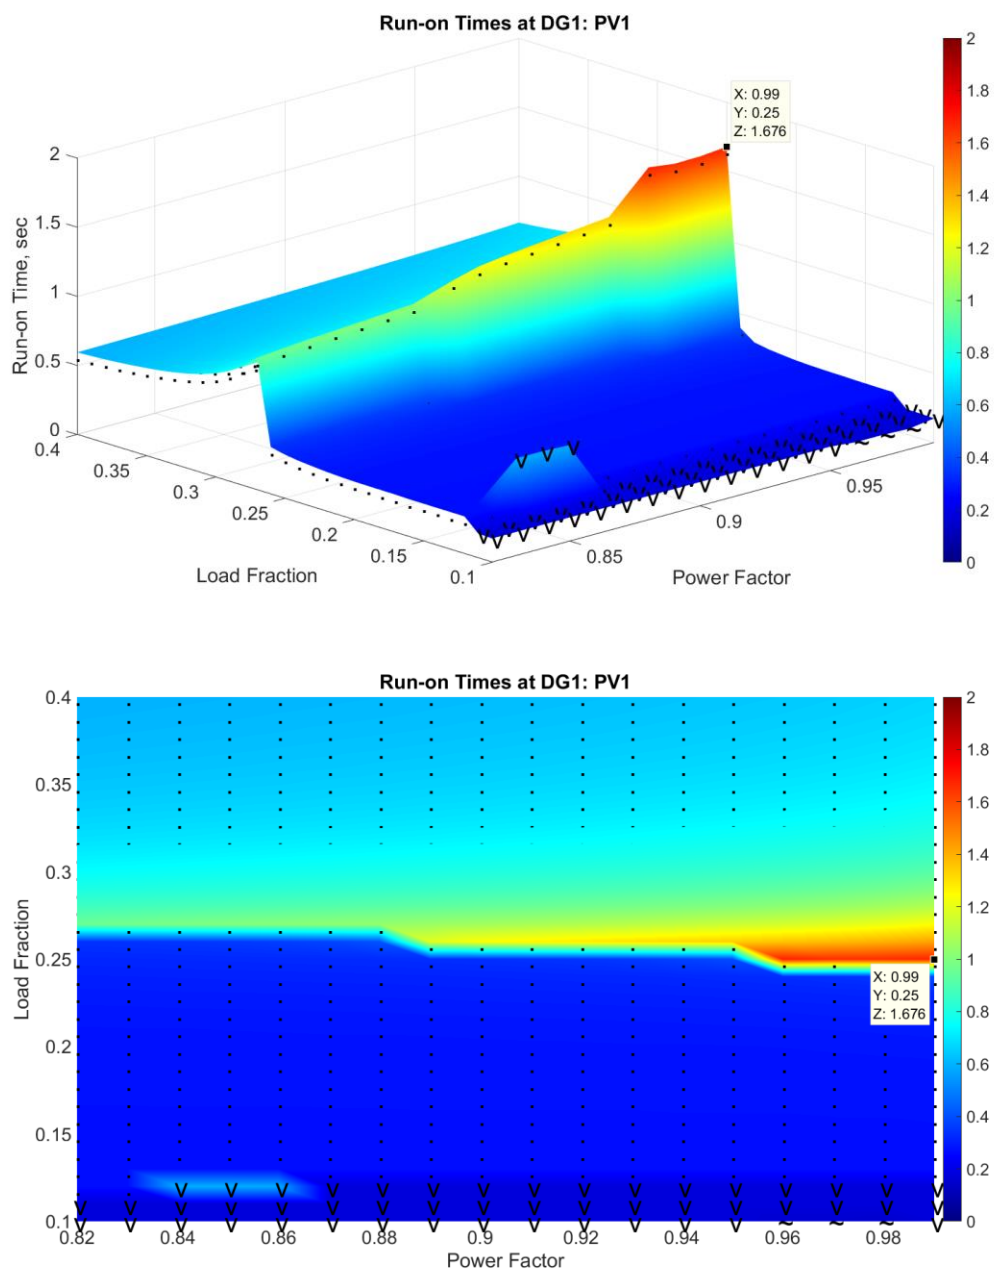 Run-on Times at DG1: PV1
X: 0.99
Y: 0.25
Z: 1.676
Run-on Time, sec
2
1.5
1
0.5
0
0.4
0.35
0.3
0.25
0.2
0.15
0.1
Load Fraction
0.85
0.9
0.95
Power Factor
2
1.8
1.6
1.4
1.2
1
0.8
0.6
0.4
0.2
0
Run-on Times at DG1: PV1
Load Fraction
0.4
0.35
0.3
0.25
0.2
0.15
0.1
X: 0.99
Y: 0.25
Z: 1.676
V V V V V V V V V V V V V V V V
V V V V V V V V V V V V V V V V V V
V V V V V V V V V V V V V V ~ ~ ~ V
0.82 0.84 0.86 0.88 0.9 0.92 0.94 0.96 0.98
Power Factor
2
1.8
1.6
1.4
1.2
1
0.8
0.6
0.4
0.2
0